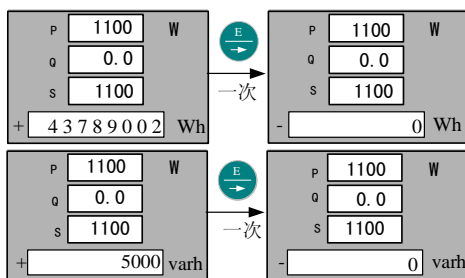 P 1100 W
Q 0.0
S 1100
+ 43789002 Wh
E
一次
P 1100 W
Q 0.0
S 1100
- 0 Wh
P 1100 W
Q 0.0
S 1100
+ 5000 varh
E
一次
P 1100 W
Q 0.0
S 1100
- 0 varh